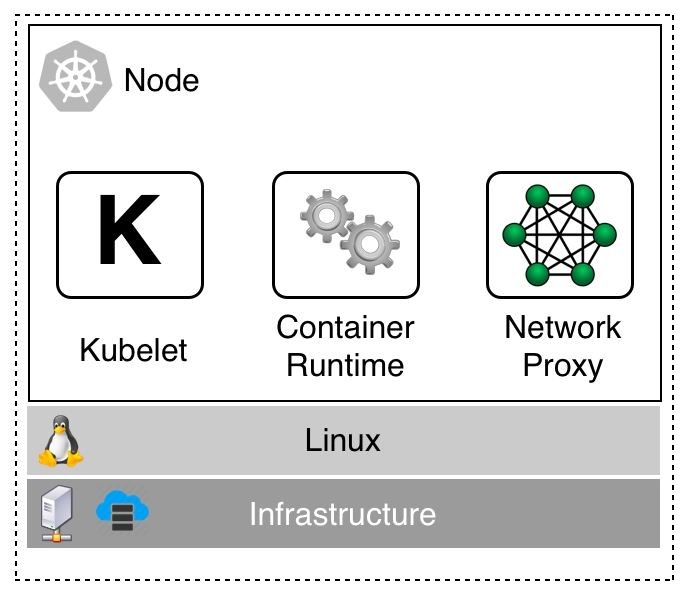 Node
K
Kubelet
Container
Runtime
Network
Proxy
Linux
Infrastructure